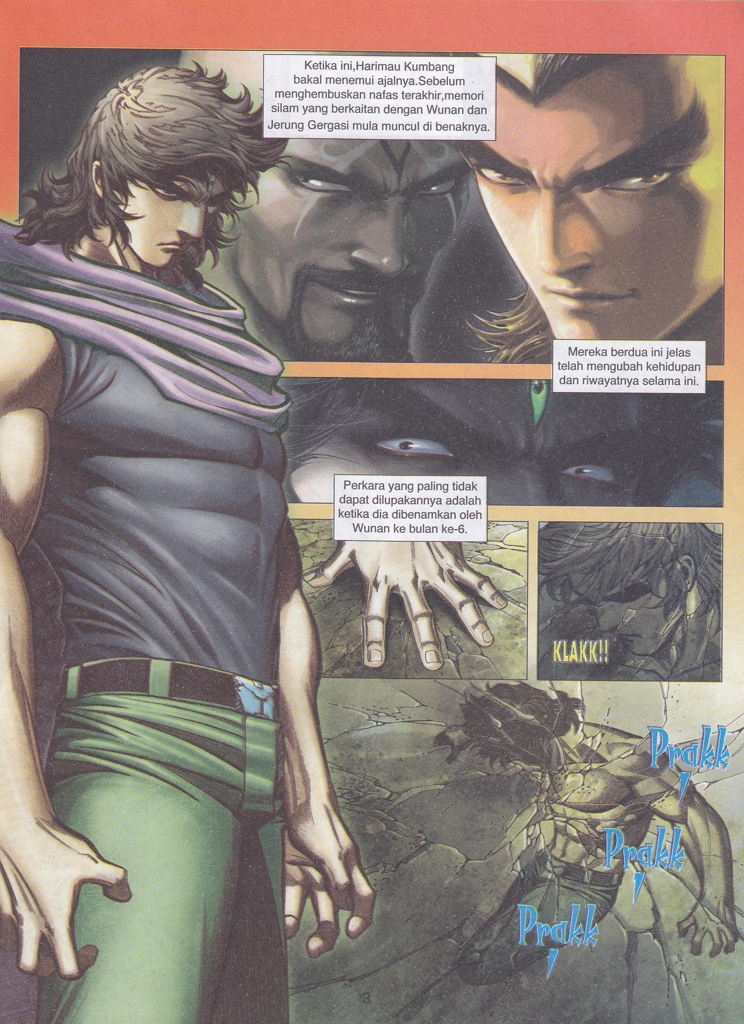 Ketika ini,Harimau Kumbang
bakal menemui ajalnya.Sebelum
menghembuskan nafas terakhir,memori
silam yang berkaitan dengan Wunan dan
Jerung Gergasi mula muncul di benaknya.
Mereka berdua ini jelas
telah mengubah kehidupan
dan riwayatnya selama ini.
Perkara yang paling tidak
dapat dilupakannya adalah
ketika dia dibenamkan oleh
Wunan ke bulan ke-6.
KLAKK!!
Prakk
Prakk
Prakk
3